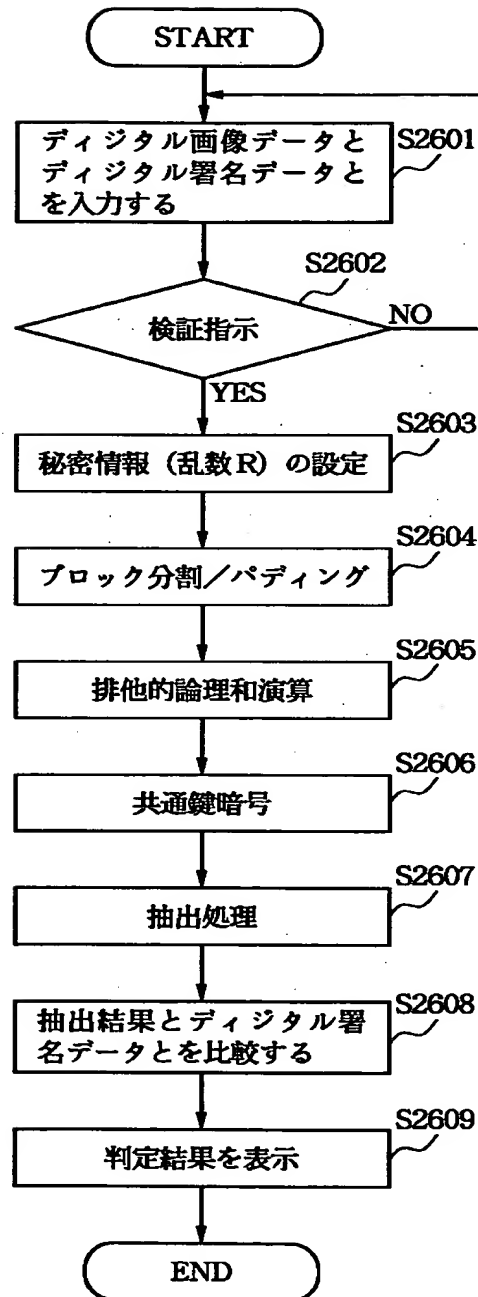 START
ディジタル画像データと
ディジタル署名データと
を入力する
S2601
S2602
検証指示
NO
YES
S2603
秘密情報（乱数R）の設定
S2604
ブロック分割／パディング
S2605
排他的論理和演算
S2606
共通鍵暗号
S2607
抽出処理
S2608
抽出結果とディジタル署
名データとを比較する
S2609
判定結果を表示
END